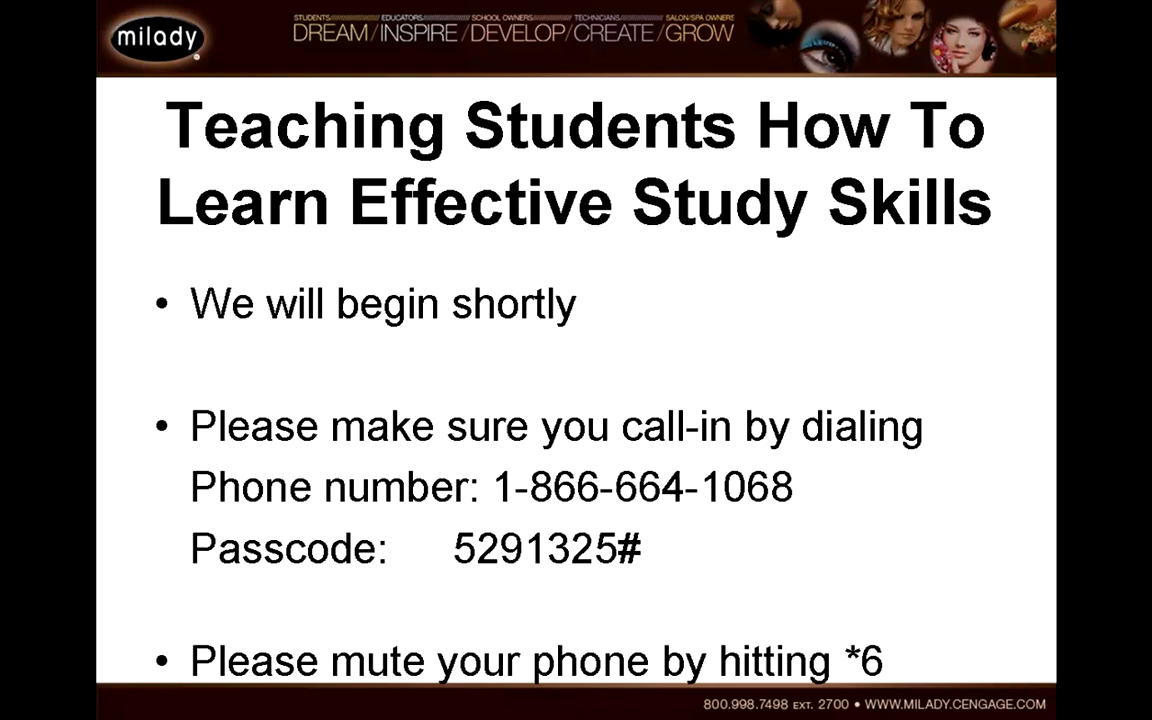 milady
STUDENTS EDUCATORS SCHOOL OWNERS TECHNICIANS SALON/SPA OWNERS
DREAM/INSPIRE/DEVELOP/CREATE/GROW
Teaching Students How To
Learn Effective Study Skills
• We will begin shortly
• Please make sure you call-in by dialing
Phone number: 1-866-664-1068
Passcode: 5291325#
• Please mute your phone by hitting *6
800.998.7498 EXT. 2700 • WWW.MILADY.CENGAGE.COM